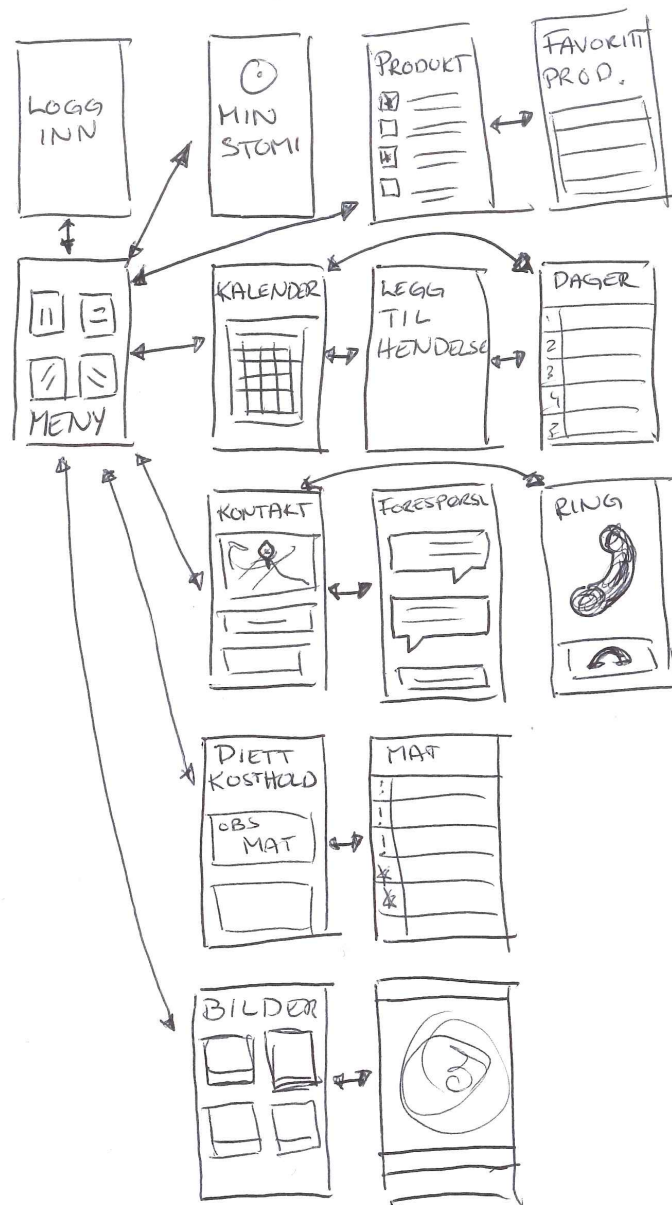 LOGG
INN
MIN
STOMI
PRODUKT
FAVORITT
PROD.
MENY
KALENDER
LEGG
TIL
HENDELSE
DAGER
1
2
3
4
KONTAKT
FORESPØRSL
RING
DIETT
KOSTHOLD
OBS
MAT
MAT
!
!
!
BILDER